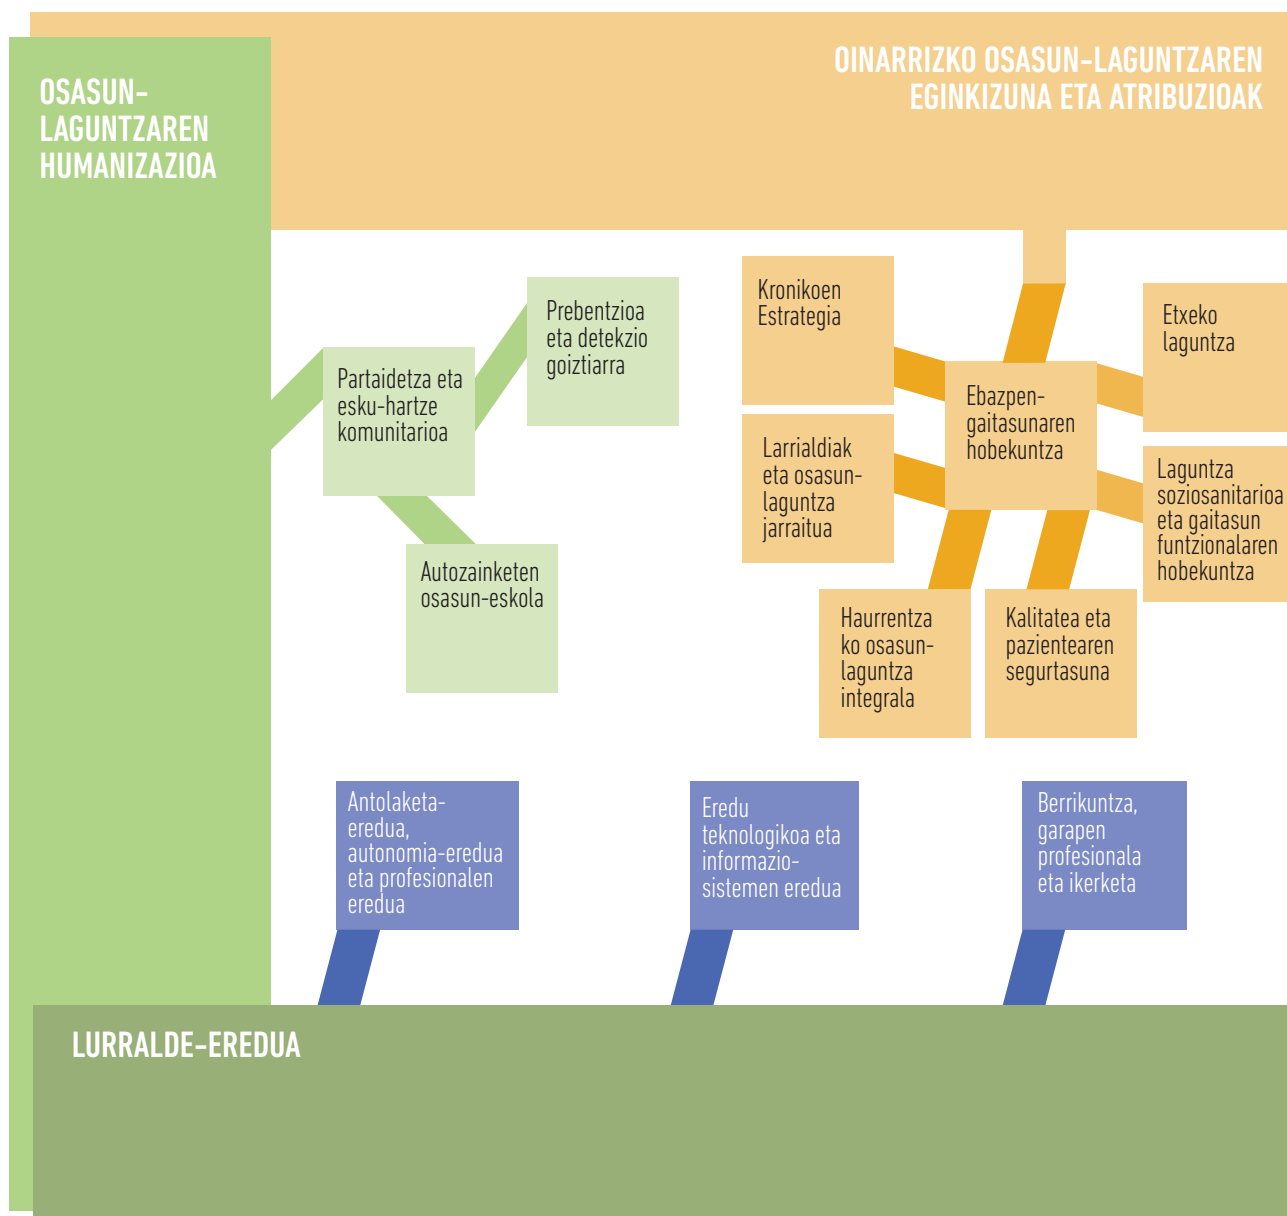 OSASUN-
LAGUNTZAREN
HUMANIZAZIOA
OINARRIZKO OSASUN-LAGUNTZAREN
EGINKIZUNA ETA ATRIBUZIOAK
Partaidetza eta
esku-hartze
komunitarioa
Prebentzioa
eta detekzio
goiztiarra
Autozainketen
osasun-eskola
Kronikoen
Estrategia
Larrialdiak
eta osasun-
laguntza
jarraitua
Ebazpen-
gaitasunaren
hobekuntza
Etxeko
laguntza
Laguntza
soziosanitarioa
eta gaitasun
funtzionalaren
hobekuntza
Haurrentza
ko osasun-
laguntza
integrala
Kalitatea eta
pazientearen
segurtasuna
Antolaketa-
eredua,
autonomia-eredua
eta profesionalen
eredua
Eredu
teknologikoa eta
informazio-
sistemen eredua
Berrikuntza,
garapen
profesionala
eta ikerketa
LURRALDE-EREDUA